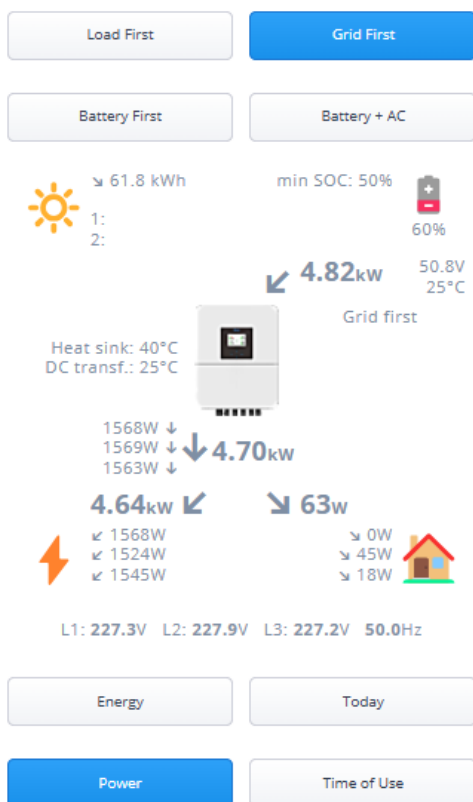 Load First
Grid First
Battery First
Battery + AC
↘ 61.8 kWh
min SOC: 50%
1:
2:
60%
↙ 4.82kW
50.8V
25°C
Grid first
Heat sink: 40°C
DC transf.: 25°C
1568W ↓
1569W ↓
1563W ↓
↓ 4.70kW
4.64kW ↙
↘ 63W
↙ 1568W
↙ 1524W
↙ 1545W
↘ 0W
↘ 45W
↘ 18W
L1: 227.3V L2: 227.9V L3: 227.2V 50.0Hz
Energy
Today
Power
Time of Use